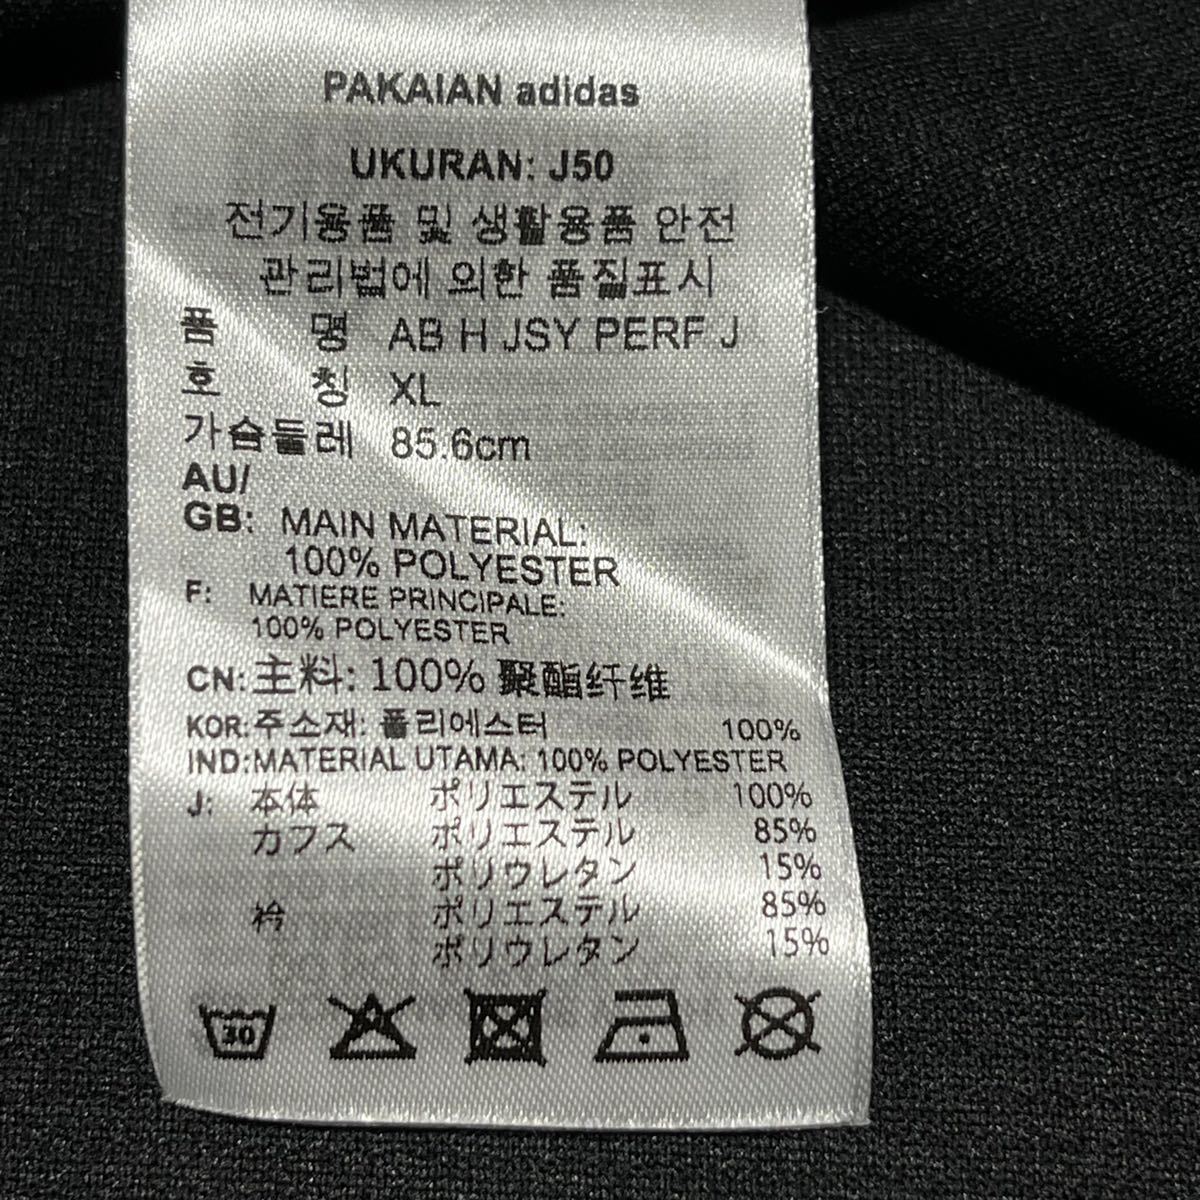 PAKAIAN adidas
UKURAN: J50
전기용품 및 생활용품 안전
관리법에 의한 품질표시
품 명 AB H JSY PERF J
호 칭 XL
가슴둘레 85.6cm
AU/
GB: MAIN MATERIAL:
100% POLYESTER
F: MATIERE PRINCIPALE:
100% POLYESTER
CN: 主料: 100% 聚酯纤维
KOR: 주소재: 폴리에스터 100%
IND:MATERIAL UTAMA: 100% POLYESTER
J: 本体 ポリエステル 100%
カフス ポリエステル 85%
ポリウレタン 15%
衿 ポリエステル 85%
ポリウレタン 15%
30